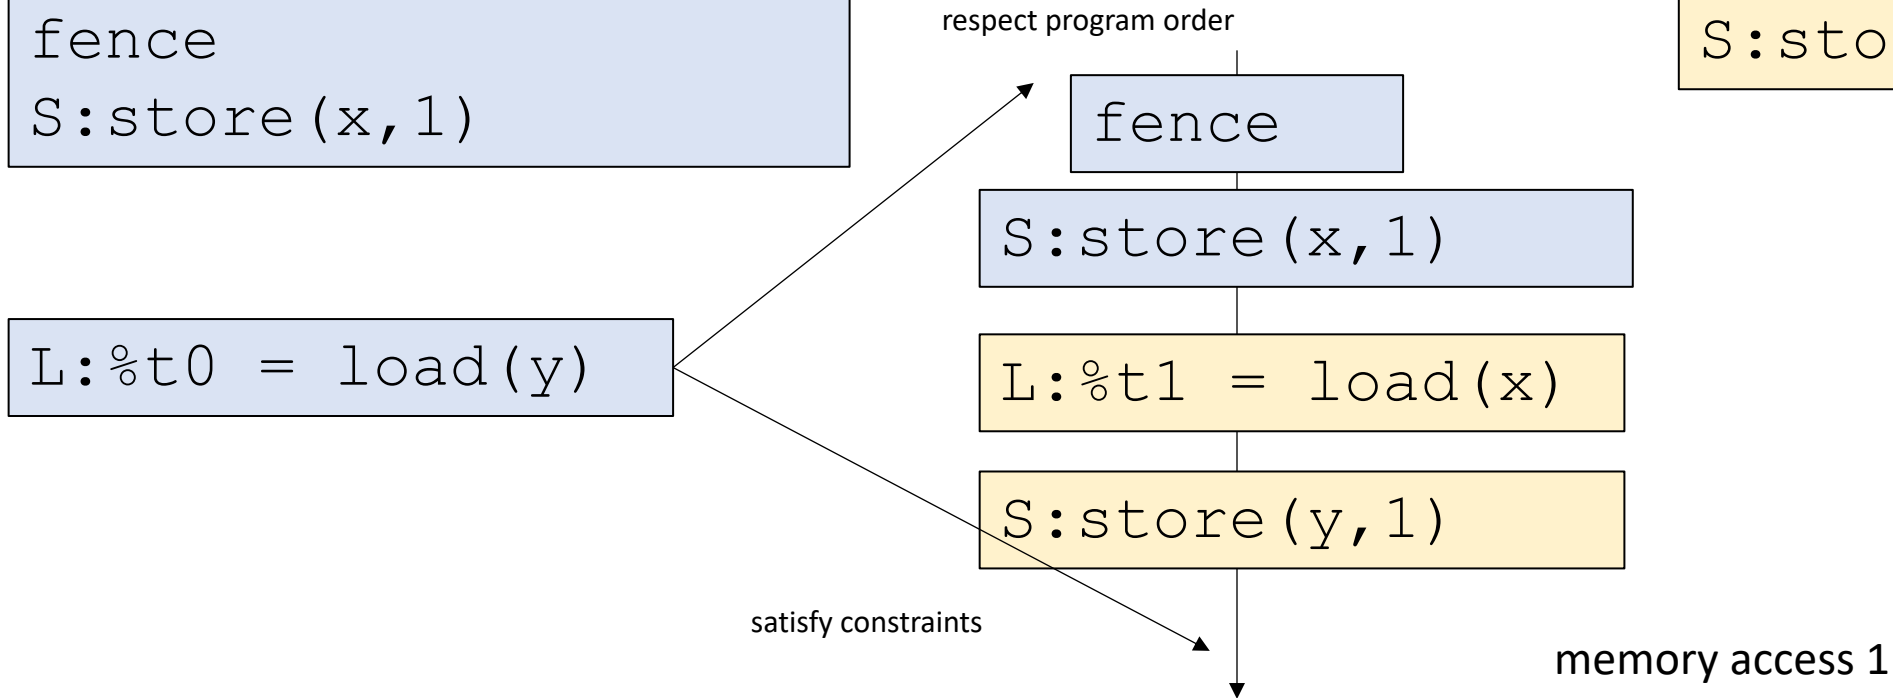 fence
S:store(x,1)
respect program order
S:sto
fence
S:store(x,1)
L:%t0 = load(y)
L:%t1 = load(x)
S:store(y,1)
satisfy constraints
memory access 1